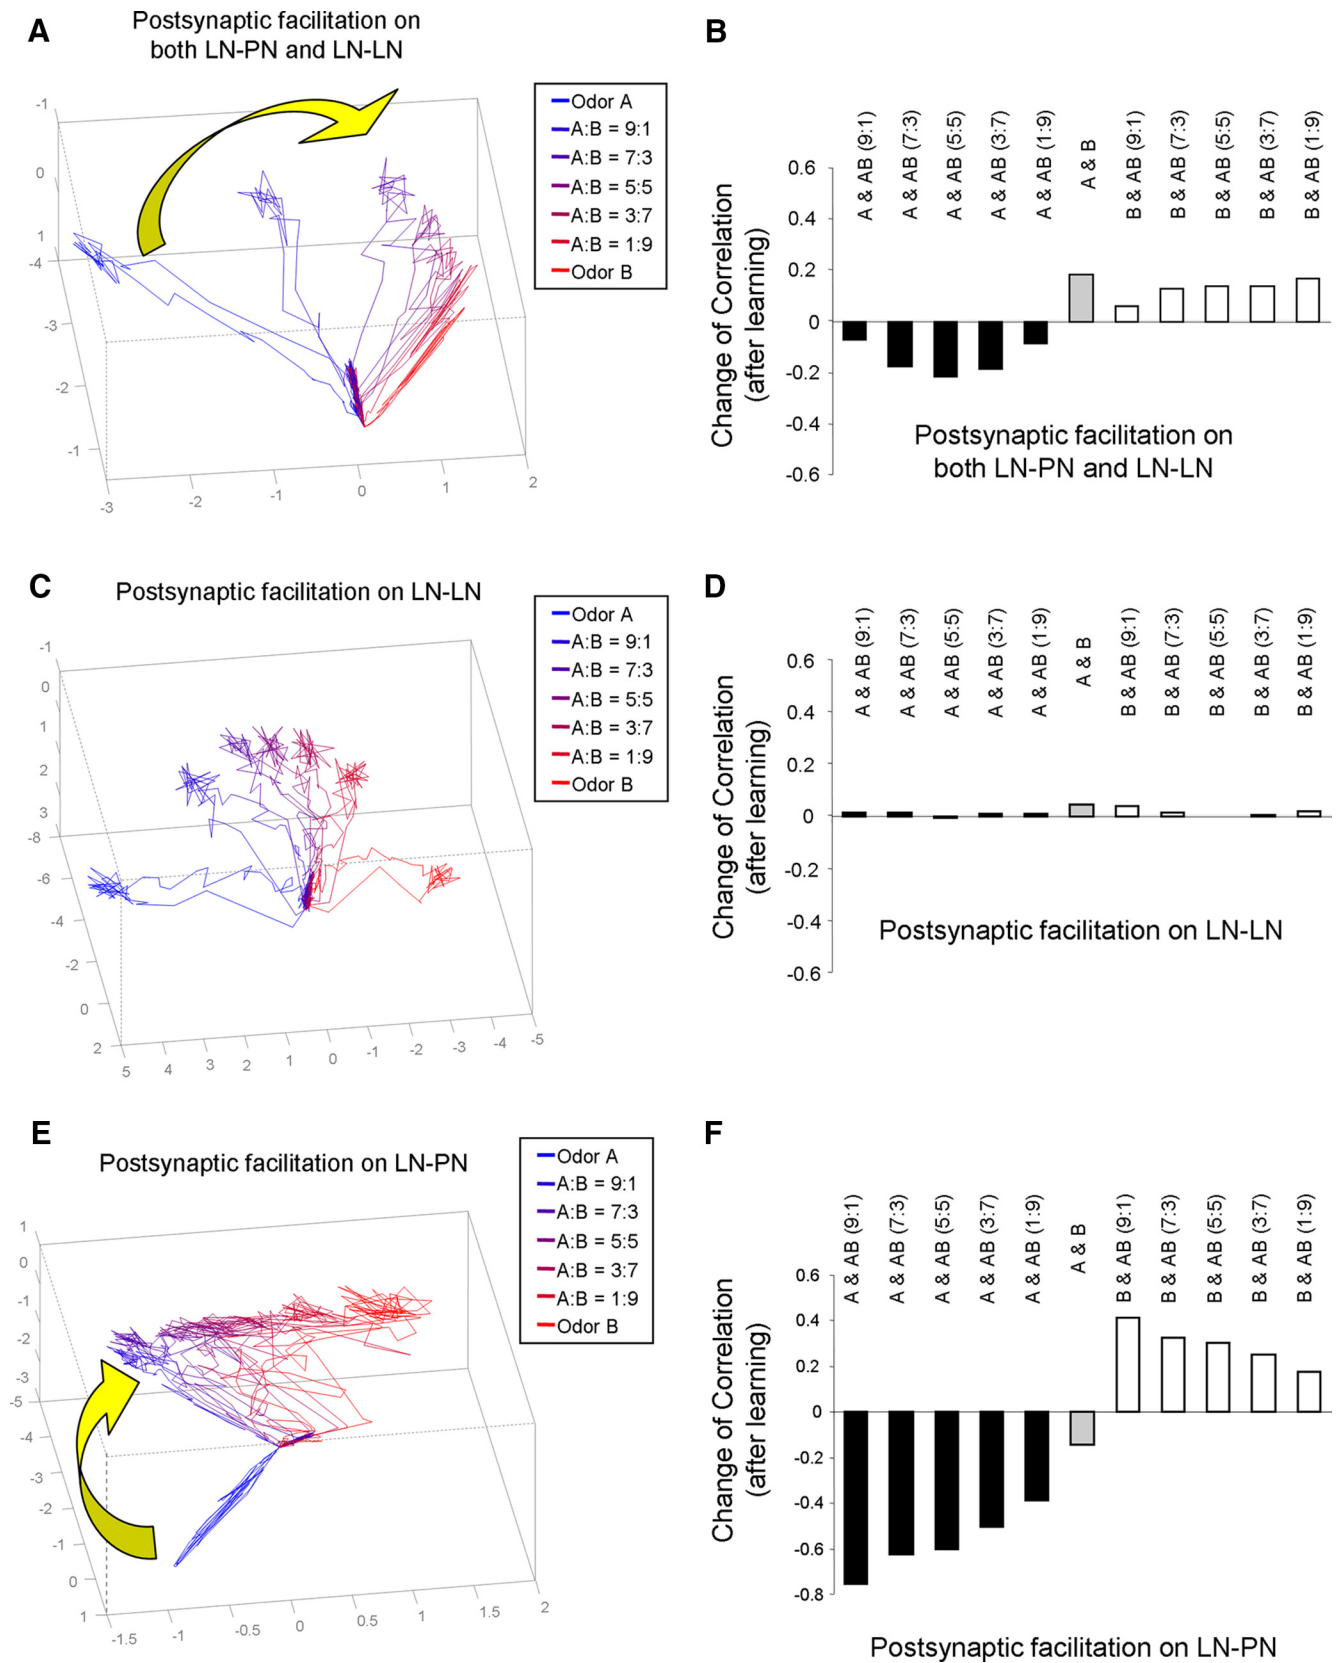 A
Postsynaptic facilitation on
both LN-PN and LN-LN
Odor A
A:B = 9:1
A:B = 7:3
A:B = 5:5
A:B = 3:7
A:B = 1:9
Odor B
-1
0
1
-4
-3
-2
-1
-3
-2
-1
0
1
2
B
A & AB (9:1)
A & AB (7:3)
A & AB (5:5)
A & AB (3:7)
A & AB (1:9)
A & B
B & AB (9:1)
B & AB (7:3)
B & AB (5:5)
B & AB (3:7)
B & AB (1:9)
Change of Correlation
(after learning)
0.6
0.4
0.2
0
-0.2
-0.4
-0.6
Postsynaptic facilitation on
both LN-PN and LN-LN
C
Postsynaptic facilitation on LN-LN
Odor A
A:B = 9:1
A:B = 7:3
A:B = 5:5
A:B = 3:7
A:B = 1:9
Odor B
-1
0
1
2
3
-8
-6
-4
-2
0
2
5
4
3
2
1
0
-1
-2
-3
-4
-5
D
A & AB (9:1)
A & AB (7:3)
A & AB (5:5)
A & AB (3:7)
A & AB (1:9)
A & B
B & AB (9:1)
B & AB (7:3)
B & AB (5:5)
B & AB (3:7)
B & AB (1:9)
Change of Correlation
(after learning)
0.6
0.4
0.2
0
-0.2
-0.4
-0.6
Postsynaptic facilitation on LN-LN
E
Postsynaptic facilitation on LN-PN
Odor A
A:B = 9:1
A:B = 7:3
A:B = 5:5
A:B = 3:7
A:B = 1:9
Odor B
1
0
-1
-2
-3
-5
-4
-3
-2
-1
0
1
-1.5
-1
-0.5
0
0.5
1
1.5
2
F
A & AB (9:1)
A & AB (7:3)
A & AB (5:5)
A & AB (3:7)
A & AB (1:9)
A & B
B & AB (9:1)
B & AB (7:3)
B & AB (5:5)
B & AB (3:7)
B & AB (1:9)
Change of Correlation
(after learning)
0.6
0.4
0.2
0
-0.2
-0.4
-0.6
-0.8
Postsynaptic facilitation on LN-PN